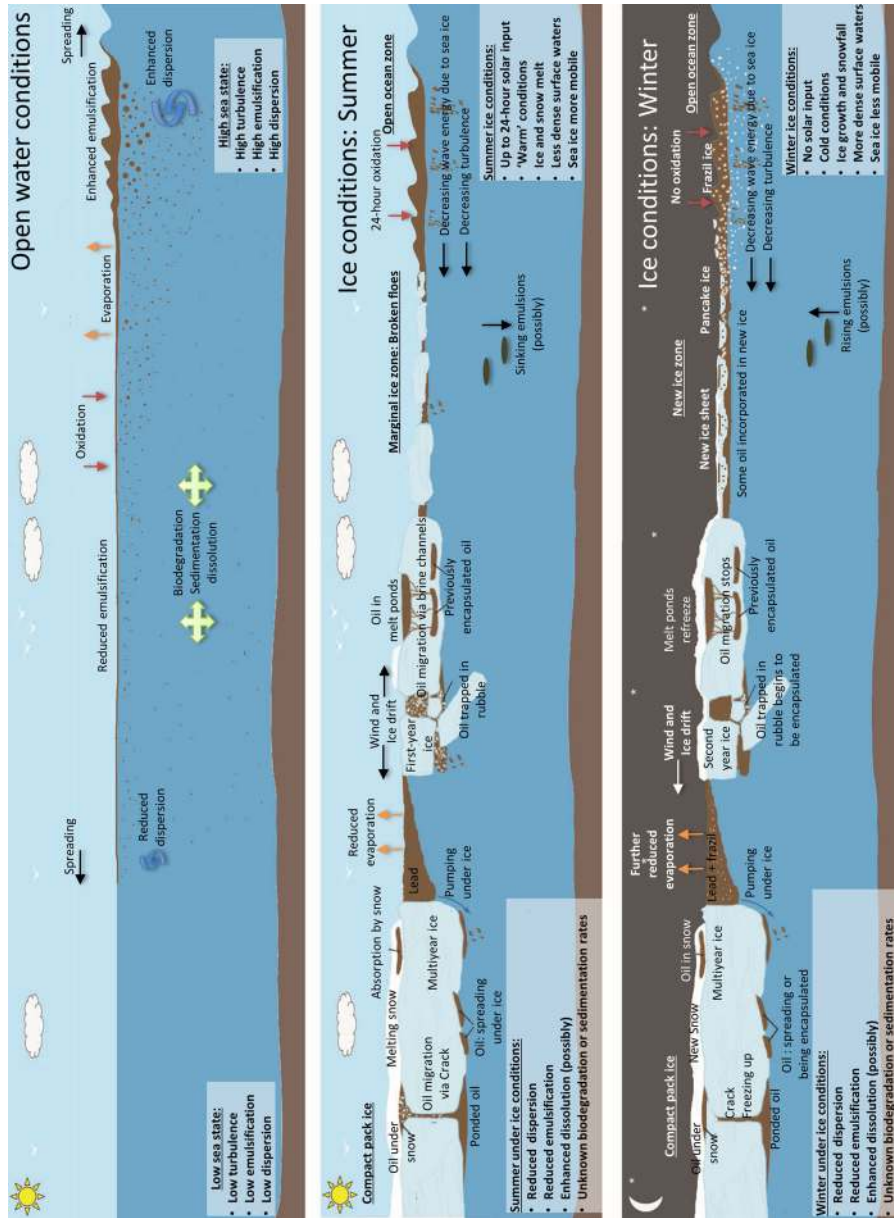 Open water conditions
Spreading
Reduced emulsification
Oxidation
Evaporation
Enhanced emulsification
Spreading
Reduced
dispersion
Biodegradation
Sedimentation
dissolution
Enhanced
dispersion
Low sea state:
• Low turbulence
• Low emulsification
• Low dispersion
High sea state:
• High turbulence
• High emulsification
• High dispersion
Ice conditions: Summer
Compact pack ice
Oil under
snow
Melting snow
Absorption by snow
Reduced
evaporation
Wind and
Ice drift
Oil in
melt ponds
Marginal ice zone: Broken floes
24-hour oxidation
Open ocean zone
Oil migration
via Crack
Multiyear ice
Lead
First-year
ice
Oil migration via brine channels
Ponded oil
Oil: spreading
under ice
Pumping
under ice
Oil trapped in
rubble
Previously
encapsulated oil
Sinking emulsions
(possibly)
Decreasing wave energy due to sea ice
Decreasing turbulence
Summer under ice conditions:
• Reduced dispersion
• Reduced emulsification
• Enhanced dissolution (possibly)
• Unknown biodegradation or sedimentation rates
Summer ice conditions:
• Up to 24-hour solar input
• ‘Warm’ conditions
• Ice and snow melt
• Less dense surface waters
• Sea ice more mobile
Ice conditions: Winter
Compact pack ice
Oil under
snow
New Snow
Oil in snow
Further
reduced
evaporation
Wind and
Ice drift
Melt ponds
refreeze
New ice zone
New ice sheet
Pancake ice
No oxidation
Frazil ice
Open ocean zone
Crack
Freezing up
Multiyear ice
Lead + frazil
Second
year ice
Oil migration stops
Ponded oil
Oil : spreading or
being encapsulated
Pumping
under ice
Oil trapped in
rubble begins to
be encapsulated
Previously
encapsulated oil
Some oil incorporated in new ice
Rising emulsions
(possibly)
Decreasing wave energy due to sea ice
Decreasing turbulence
Winter under ice conditions:
• Reduced dispersion
• Reduced emulsification
• Enhanced dissolution (possibly)
• Unknown biodegradation or sedimentation rates
Winter ice conditions:
• No solar input
• Cold conditions
• Ice growth and snowfall
• More dense surface waters
• Sea ice less mobile